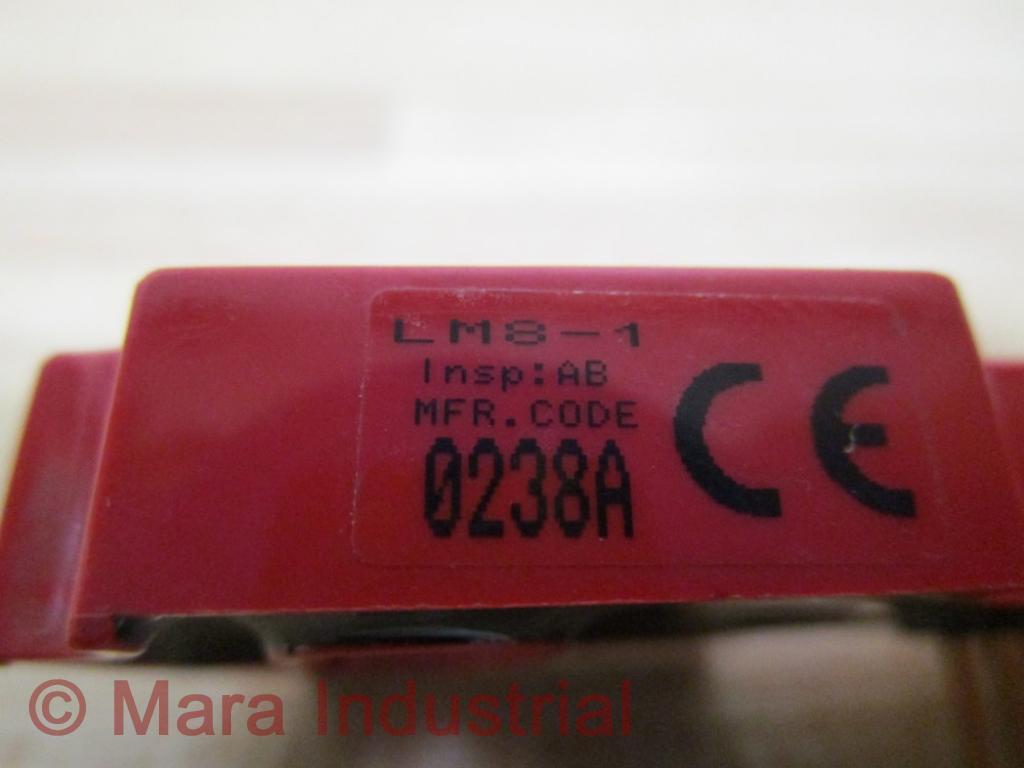 LM8-1
Insp:AB
MFR.CODE
0238A
CE
© Mara Industrial